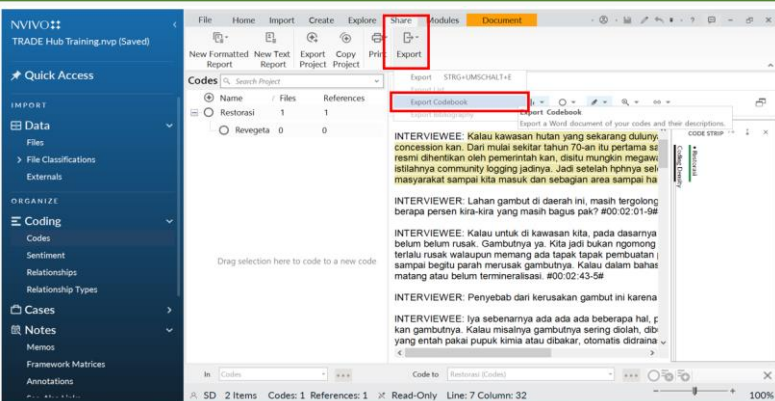 NVIVO
TRADE Hub Training.nvp (Saved)
Quick Access
IMPORT
Data
Files
File Classifications
Externals
ORGANIZE
Coding
Codes
Sentiment
Relationships
Relationship Types
Cases
Notes
Memos
Framework Matrices
Annotations
File Home Import Create Explore Share Modules Document
New Formatted Report
New Text Report
Export Project
Copy Project
Print
Export
Codes
Search Project
Name / Files References
Restorasi 1 1
Revegeta 0 0
Drag selection here to code to a new code
Export STRG+UMSCHALT+E
Export List
Export Codebook
Export Bibliography
Export Codebook
Export a Word document of your codes and their descriptions.
INTERVIEWEE: Kalau kawasan hutan yang sekarang
concession kan. Dari mulai sekitar tahun 70-an itu pertama
resmi dihentikan oleh pemerintah kan, disitu mungkin
istilahnya community logging jadinya. Jadi setelah hphnya
masyarakat sampai kita masuk dan sebagian area sampai
INTERVIEWER: Lahan gambut di daerah ini, masih tergolong
berapa persen kira-kira yang masih bagus pak? #00:02:01-9#
INTERVIEWEE: Kalau untuk di kawasan kita, pada dasarnya
belum belum rusak. Gambutnya ya. Kita jadi bukan ngomong
terlalu rusak walaupun memang ada tapak tapak pembuatan
sampai begitu parah merusak gambutnya. Kalau dalam
matang atau belum termineralisasi. #00:02:43-5#
INTERVIEWER: Penyebab dari kerusakan gambut ini karena
INTERVIEWEE: Iya sebenarnya ada ada ada beberapa hal,
kan gambutnya. Kalau misalnya gambutnya sering diolah,
yang entah pakai pupuk kimia atau dibakar, otomatis didraina
CODE STRIP
Coding Density
Restorasi
In Codes
Code to Restorasi (Codes)
SD 2 Items Codes: 1 References: 1 Read-Only Line: 7 Column: 32
100%